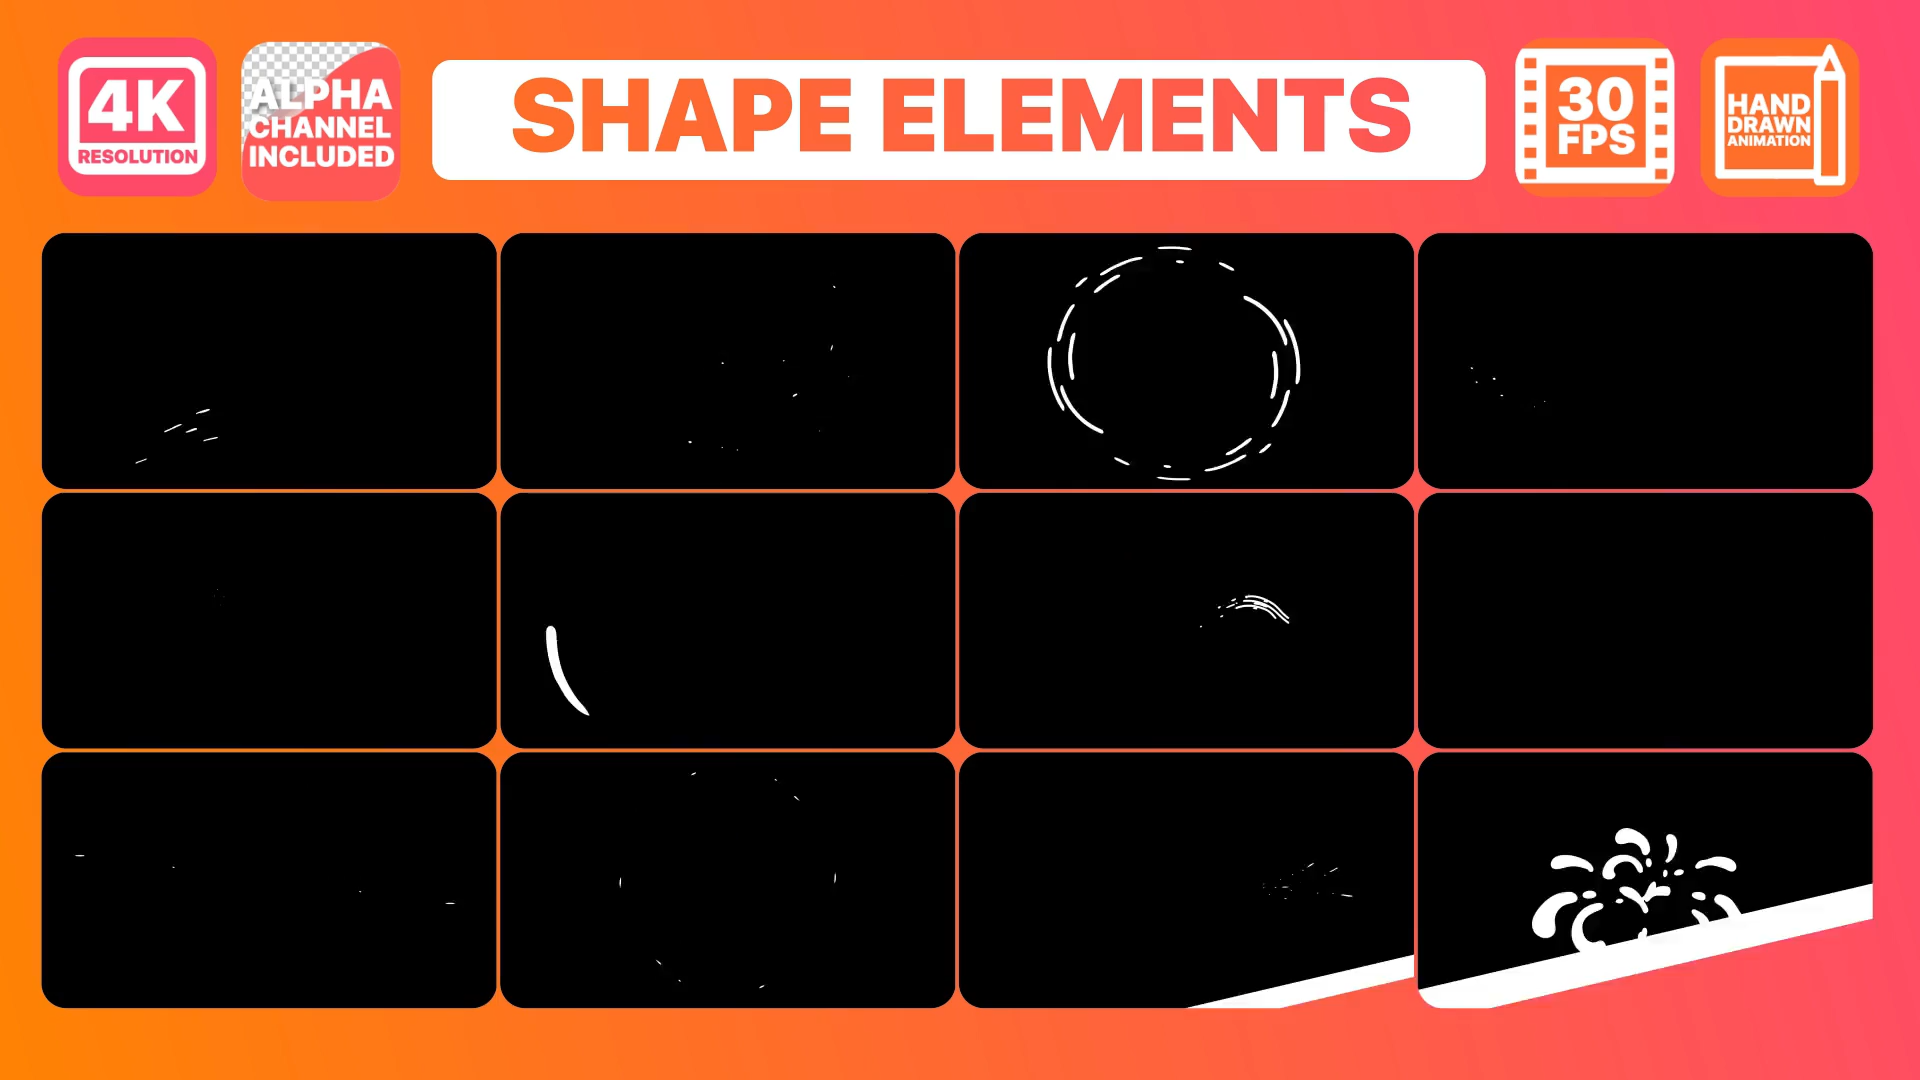 4K
RESOLUTION
ALPHA
CHANNEL
INCLUDED
SHAPE ELEMENTS
30
FPS
HAND
DRAWN
ANIMATION